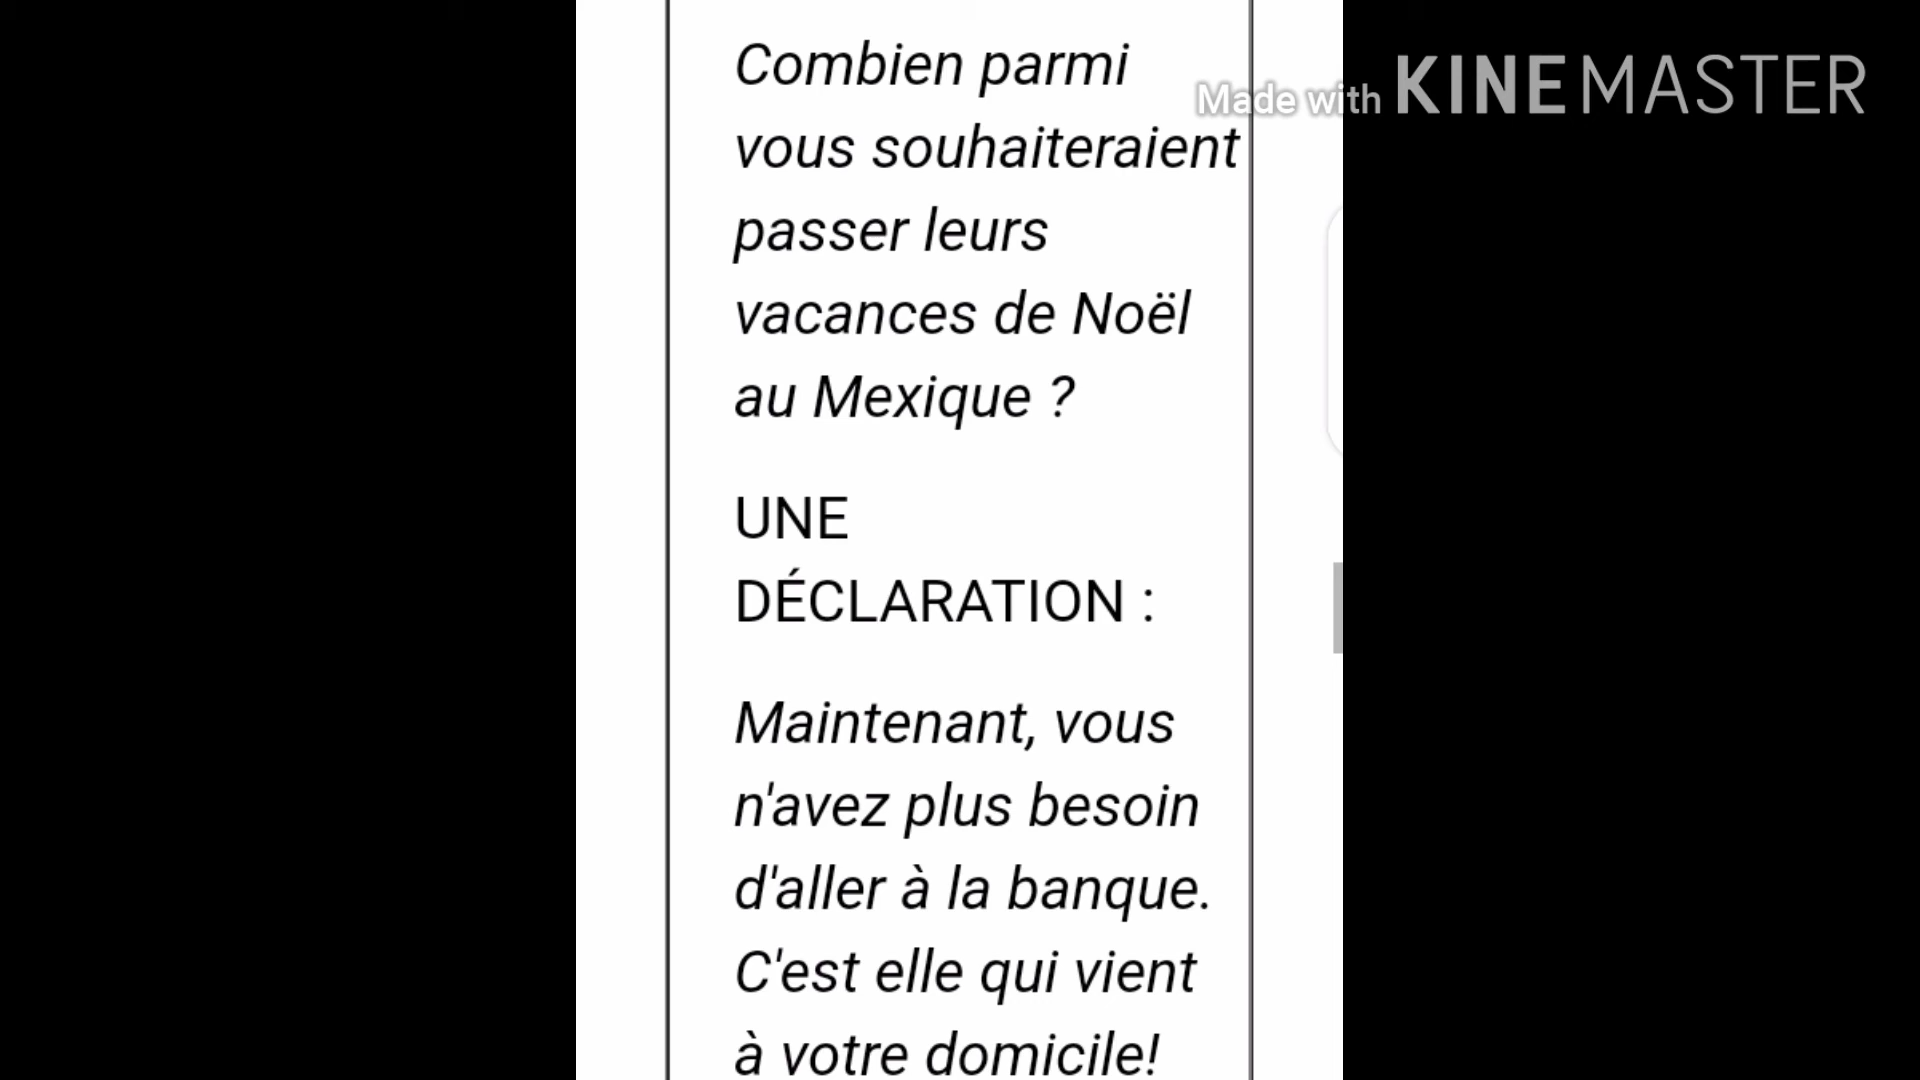 Combien parmi
vous souhaiteraient
passer leurs
vacances de Noël
au Mexique ?
UNE
DÉCLARATION :
Maintenant, vous
n'avez plus besoin
d'aller à la banque.
C'est elle qui vient
à votre domicile!
Made with KINEMASTER